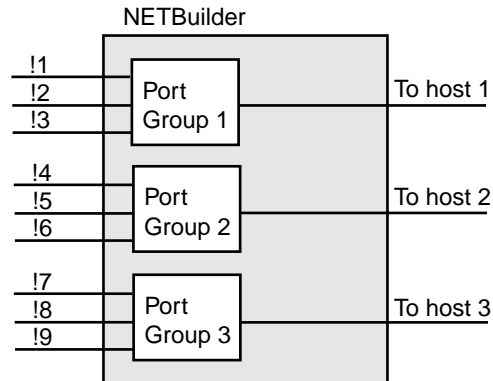 NETBuilder
!1
!2
!3
Port
Group 1
To host 1
!4
!5
!6
Port
Group 2
To host 2
!7
!8
!9
Port
Group 3
To host 3